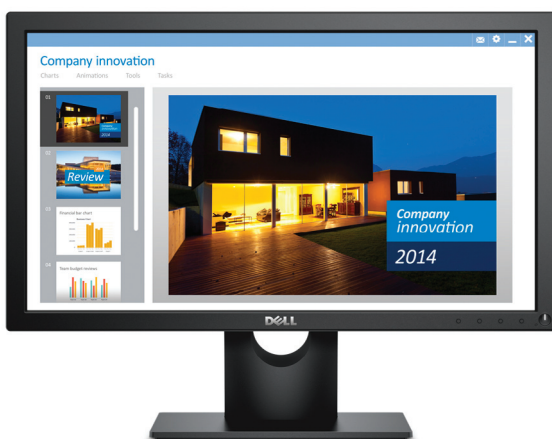 Company innovation
Charts Animations Tools Tasks
01
Company
innovation
2014
02
Review
03
Financial bar chart
04
Team budget reviews
Company
innovation
2014
DELL